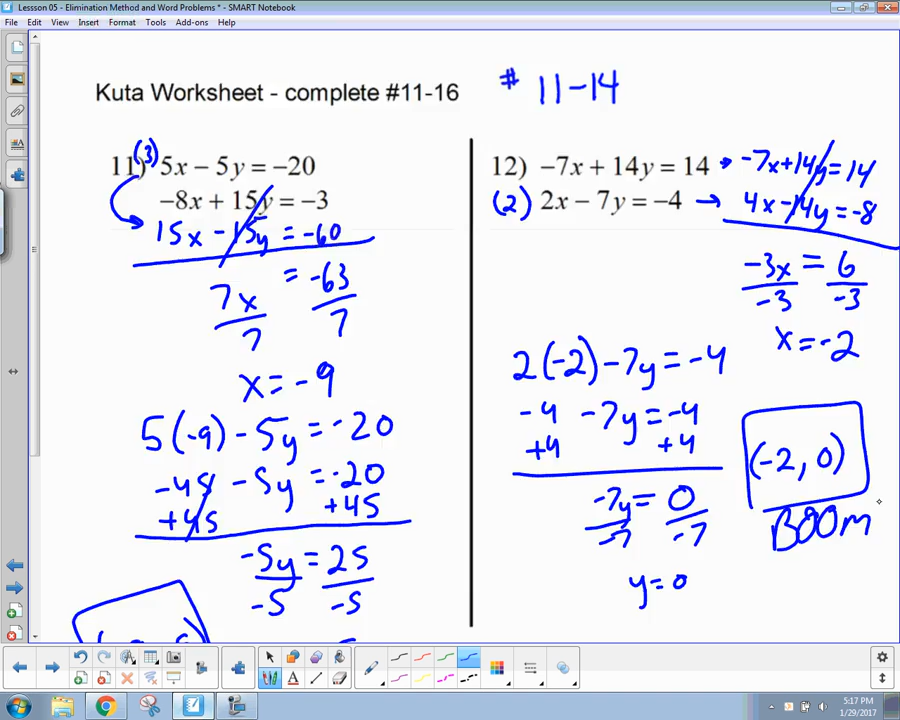 Lessson 05 - Elimination Method and Word Problems * - SMART Notebook
File Edit View Insert Format Tools Add-ons Help
Kuta Worksheet - complete #11-16
# 11-14
(3)
11) 5x − 5y = −20
−8x + 15y = −3
15x - 15y = -60
7x = -63
7 7
x = -9
5(-9) - 5y = -20
-45 - 5y = -20
+45 +45
-5y = 25
-5 -5
12) −7x + 14y = 14 → -7x+14y = 14
(2) 2x − 7y = −4 → 4x -14y = -8
-3x = 6
-3 -3
x = -2
2(-2) - 7y = -4
-4 - 7y = -4
+4 +4
-7y = 0
-7 -7
y = 0
(-2, 0)
BOOM
5:17 PM
1/29/2017